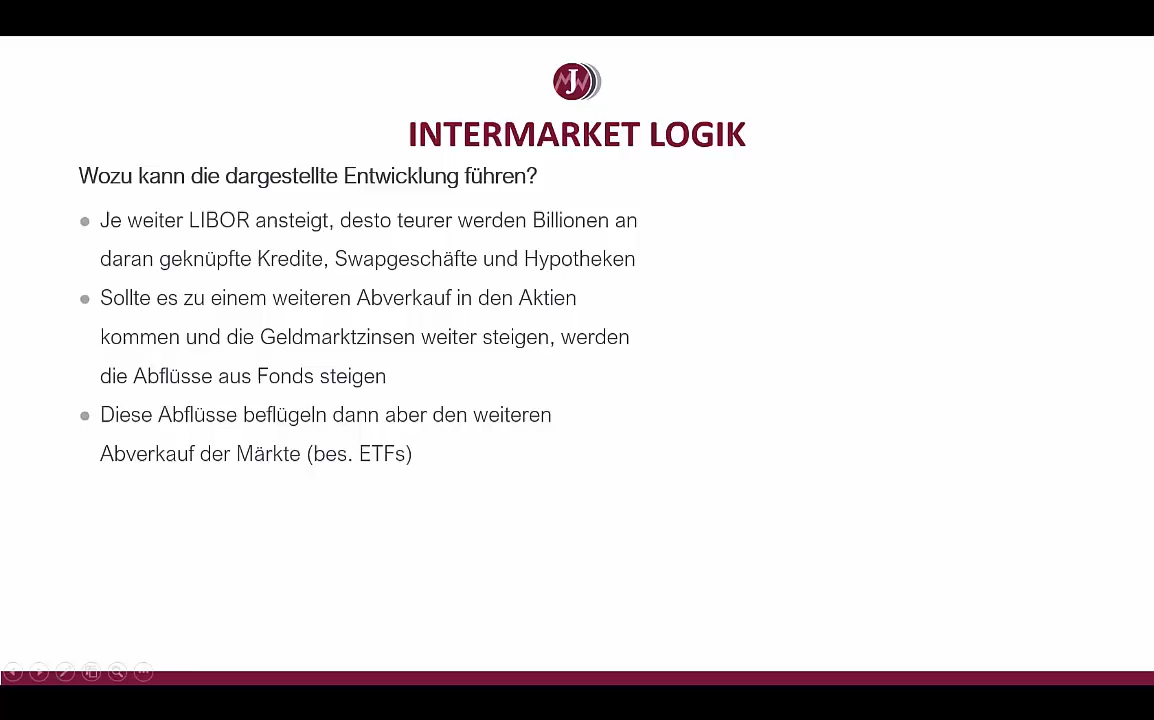 J
INTERMARKET LOGIK
Wozu kann die dargestellte Entwicklung führen?
Je weiter LIBOR ansteigt, desto teurer werden Billionen an
daran geknüpfte Kredite, Swapgeschäfte und Hypotheken
Sollte es zu einem weiteren Abverkauf in den Aktien
kommen und die Geldmarktzinsen weiter steigen, werden
die Abflüsse aus Fonds steigen
Diese Abflüsse beflügeln dann aber den weiteren
Abverkauf der Märkte (bes. ETFs)